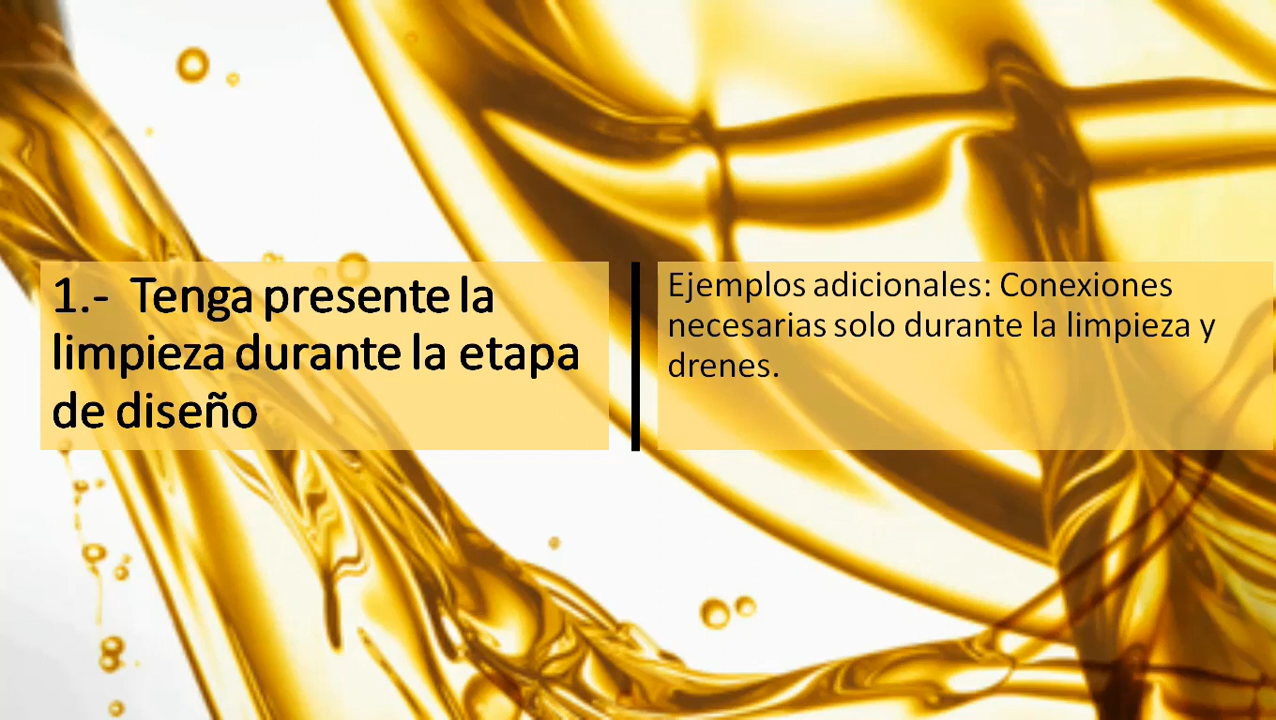 1.- Tenga presente la
limpieza durante la etapa
de diseño
Ejemplos adicionales: Conexiones
necesarias solo durante la limpieza y
drenes.